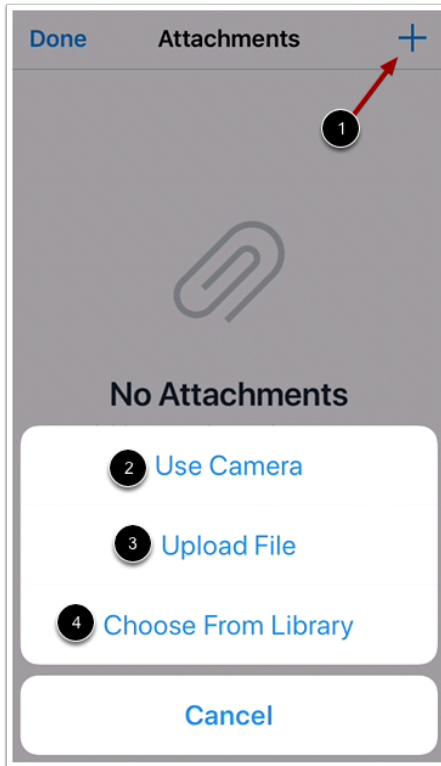 Done Attachments +
1
No Attachments
2 Use Camera
3 Upload File
4 Choose From Library
Cancel